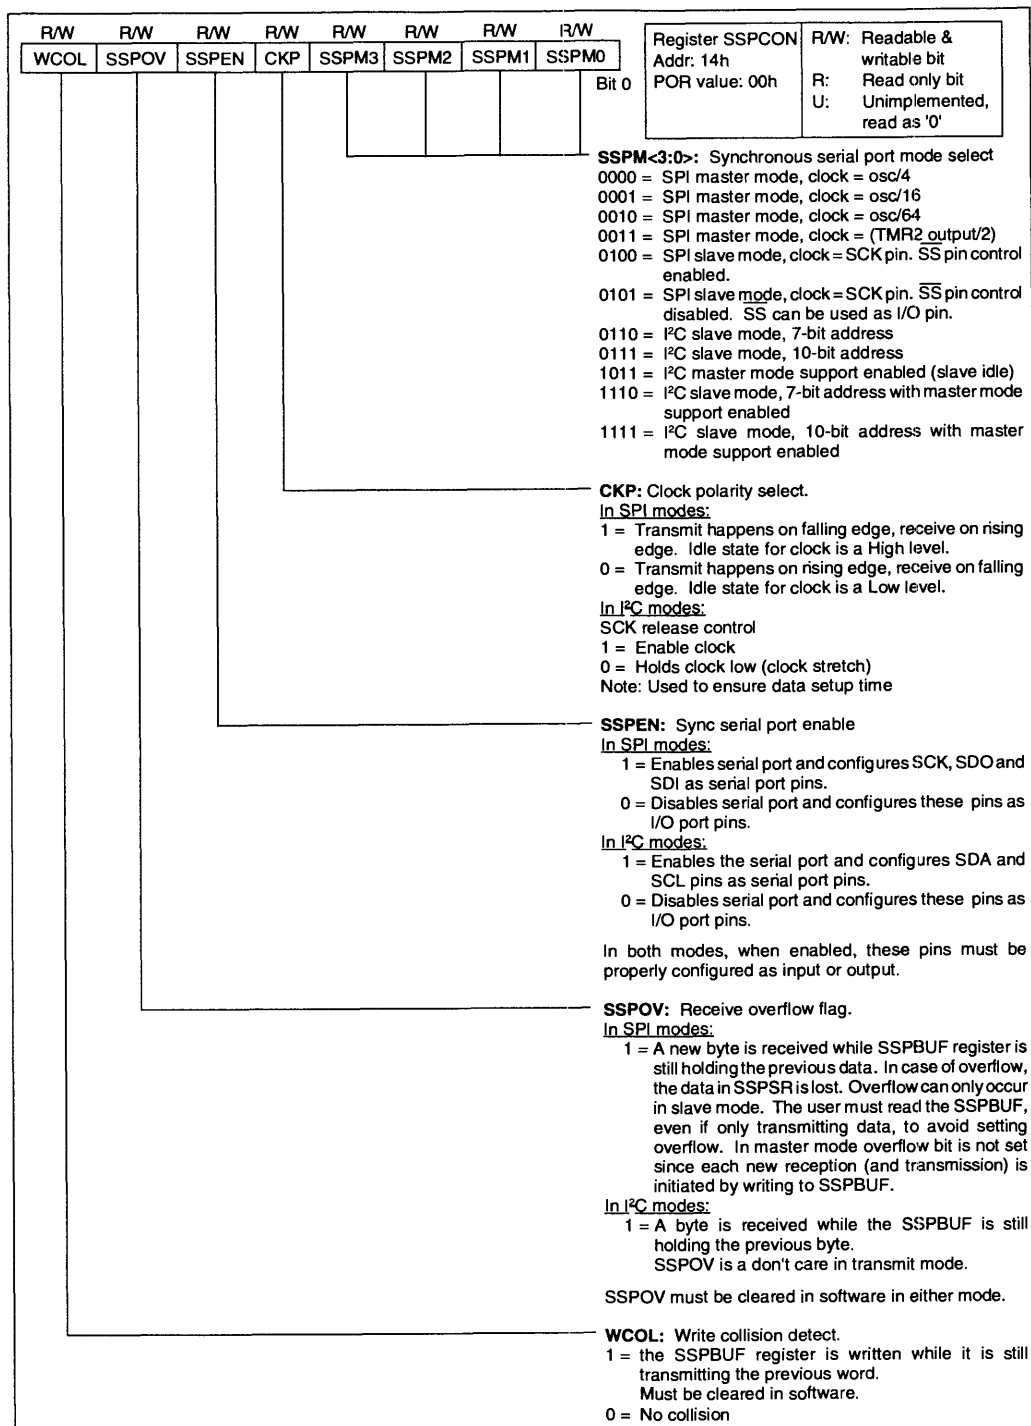 R/W R/W R/W R/W R/W R/W R/W R/W
WCOL SSPOV SSPEN CKP SSPM3 SSPM2 SSPM1 SSPM0
Bit 0
Register SSPCON
Addr: 14h
POR value: 00h
R/W: Readable &
writable bit
R: Read only bit
U: Unimplemented,
read as '0'
SSPM<3:0>: Synchronous serial port mode select
0000 = SPI master mode, clock = osc/4
0001 = SPI master mode, clock = osc/16
0010 = SPI master mode, clock = osc/64
0011 = SPI master mode, clock = (TMR2 output/2)
0100 = SPI slave mode, clock = SCK pin. S̅S̅ pin control
enabled.
0101 = SPI slave mode, clock = SCK pin. S̅S̅ pin control
disabled. S̅S̅ can be used as I/O pin.
0110 = I²C slave mode, 7-bit address
0111 = I²C slave mode, 10-bit address
1011 = I²C master mode support enabled (slave idle)
1110 = I²C slave mode, 7-bit address with master mode
support enabled
1111 = I²C slave mode, 10-bit address with master
mode support enabled
CKP: Clock polarity select.
In SPI modes:
1 = Transmit happens on falling edge, receive on rising
edge. Idle state for clock is a High level.
0 = Transmit happens on rising edge, receive on falling
edge. Idle state for clock is a Low level.
In I²C modes:
SCK release control
1 = Enable clock
0 = Holds clock low (clock stretch)
Note: Used to ensure data setup time
SSPEN: Sync serial port enable
In SPI modes:
1 = Enables serial port and configures SCK, SDO and
SDI as serial port pins.
0 = Disables serial port and configures these pins as
I/O port pins.
In I²C modes:
1 = Enables the serial port and configures SDA and
SCL pins as serial port pins.
0 = Disables serial port and configures these pins as
I/O port pins.
In both modes, when enabled, these pins must be
properly configured as input or output.
SSPOV: Receive overflow flag.
In SPI modes:
1 = A new byte is received while SSPBUF register is
still holding the previous data. In case of overflow,
the data in SSPSR is lost. Overflow can only occur
in slave mode. The user must read the SSPBUF,
even if only transmitting data, to avoid setting
overflow. In master mode overflow bit is not set
since each new reception (and transmission) is
initiated by writing to SSPBUF.
In I²C modes:
1 = A byte is received while the SSPBUF is still
holding the previous byte.
SSPOV is a don't care in transmit mode.
SSPOV must be cleared in software in either mode.
WCOL: Write collision detect.
1 = the SSPBUF register is written while it is still
transmitting the previous word.
Must be cleared in software.
0 = No collision